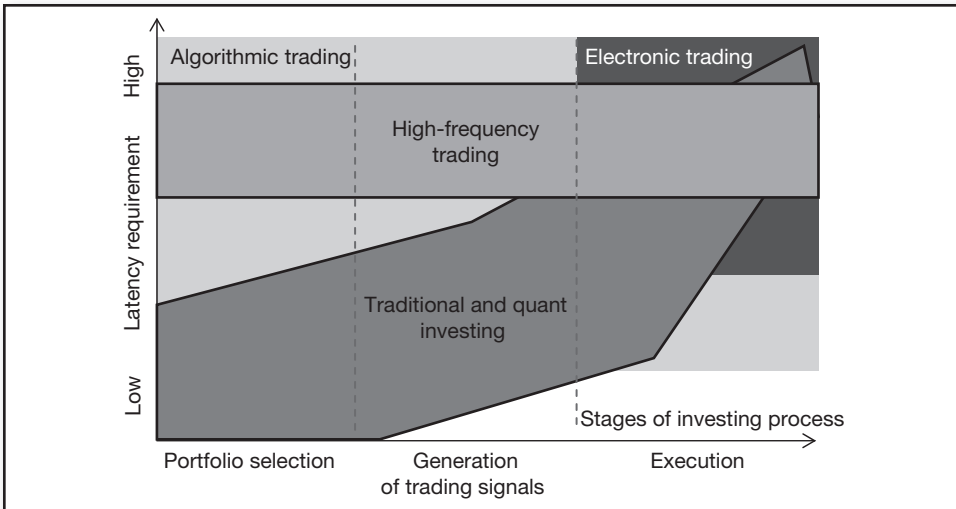 High
Latency requirement
Low
Algorithmic trading
Electronic trading
High-frequency
trading
Traditional and quant
investing
Stages of investing process
Portfolio selection
Generation
of trading signals
Execution